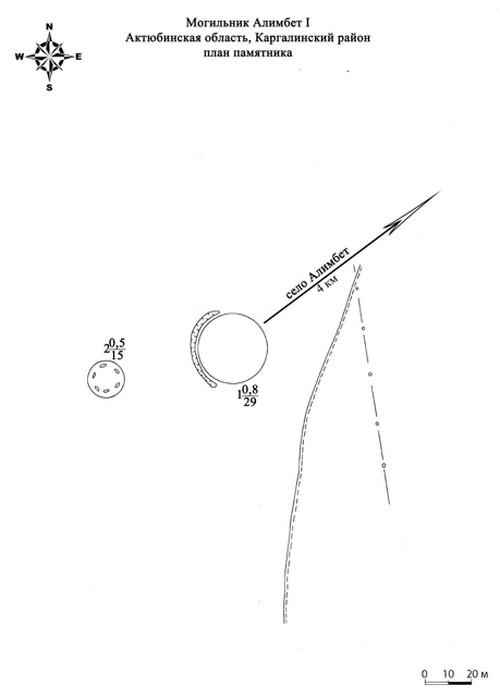 Могильник Алимбет I
Актюбинская область, Каргалинский район
план памятника
N
W E
S
село Алимбет
4 км
2 0,5
15
1 0,8
29
0 10 20 м